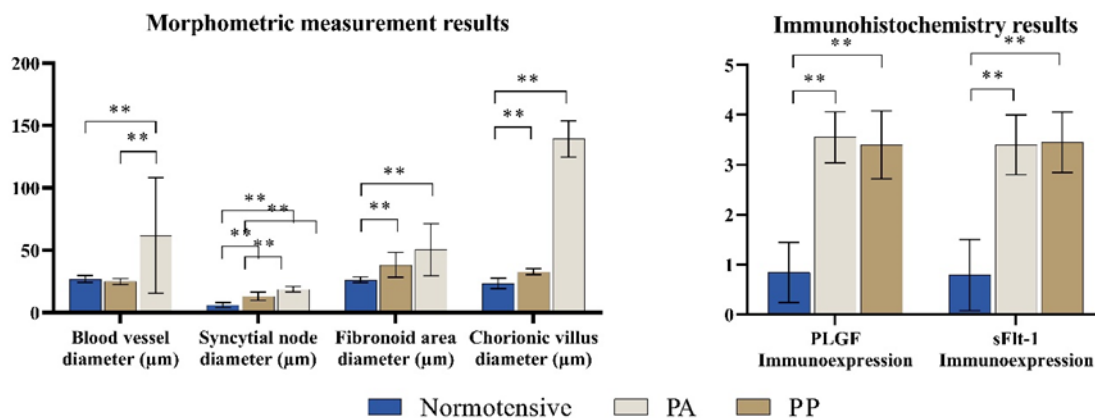 Morphometric measurement results
200
150
100
50
0
**
**
**
**
**
**
**
**
**
**
Blood vessel
diameter (µm)
Syncytial node
diameter (µm)
Fibronoid area
diameter (µm)
Chorionic villus
diameter (µm)
Immunohistochemistry results
5
4
3
2
1
0
**
**
**
**
PLGF
Immunoexpression
sFlt-1
Immunoexpression
Normotensive
PA
PP